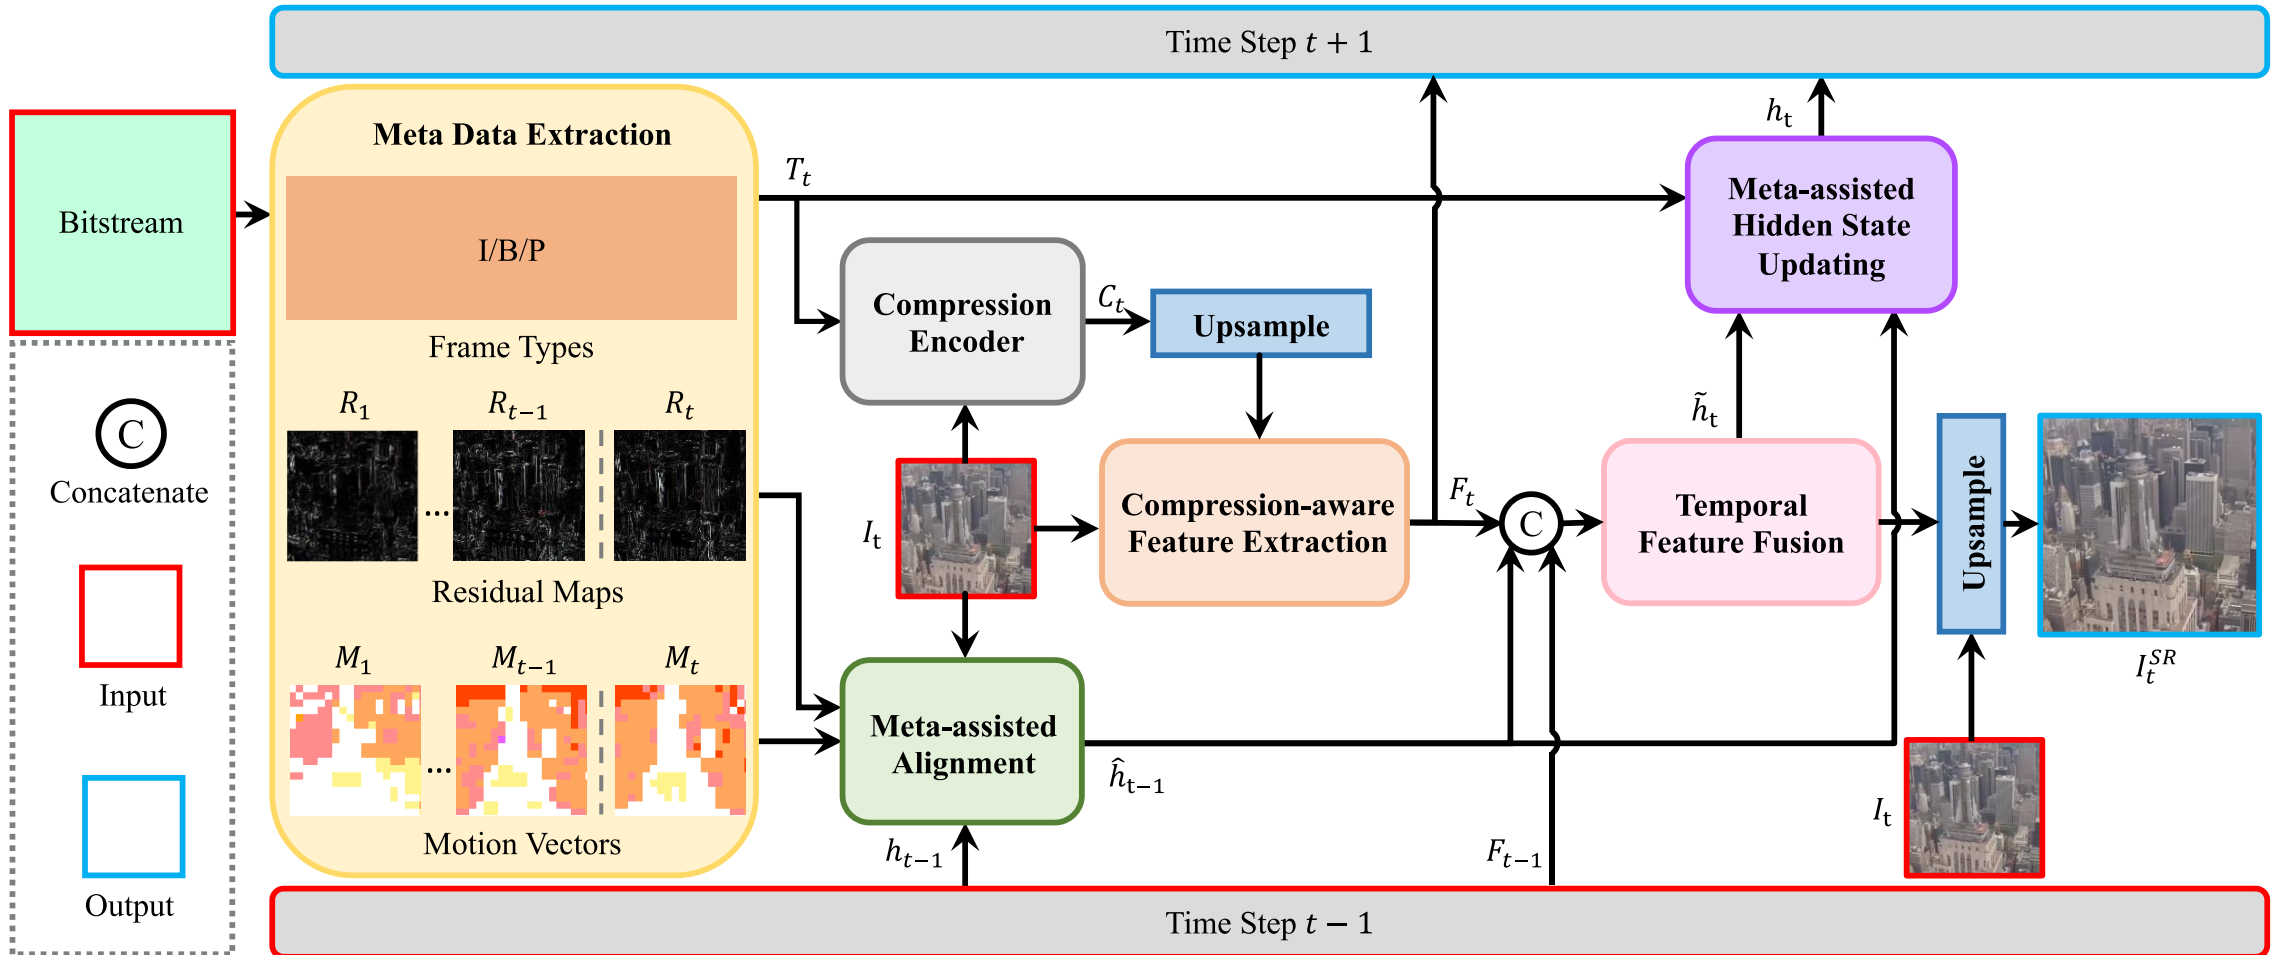 Time Step t + 1
Bitstream
Meta Data Extraction
I/B/P
Frame Types
R_1
R_{t−1}
R_t
...
Residual Maps
M_1
M_{t−1}
M_t
...
Motion Vectors
C
Concatenate
Input
Output
T_t
Compression
Encoder
C_t
Upsample
h_t
Meta-assisted
Hidden State
Updating
I_t
Compression-aware
Feature Extraction
F_t
C
Temporal
Feature Fusion
h̃_t
Upsample
I_t^{SR}
Meta-assisted
Alignment
ĥ_{t−1}
h_{t−1}
F_{t−1}
I_t
Time Step t − 1